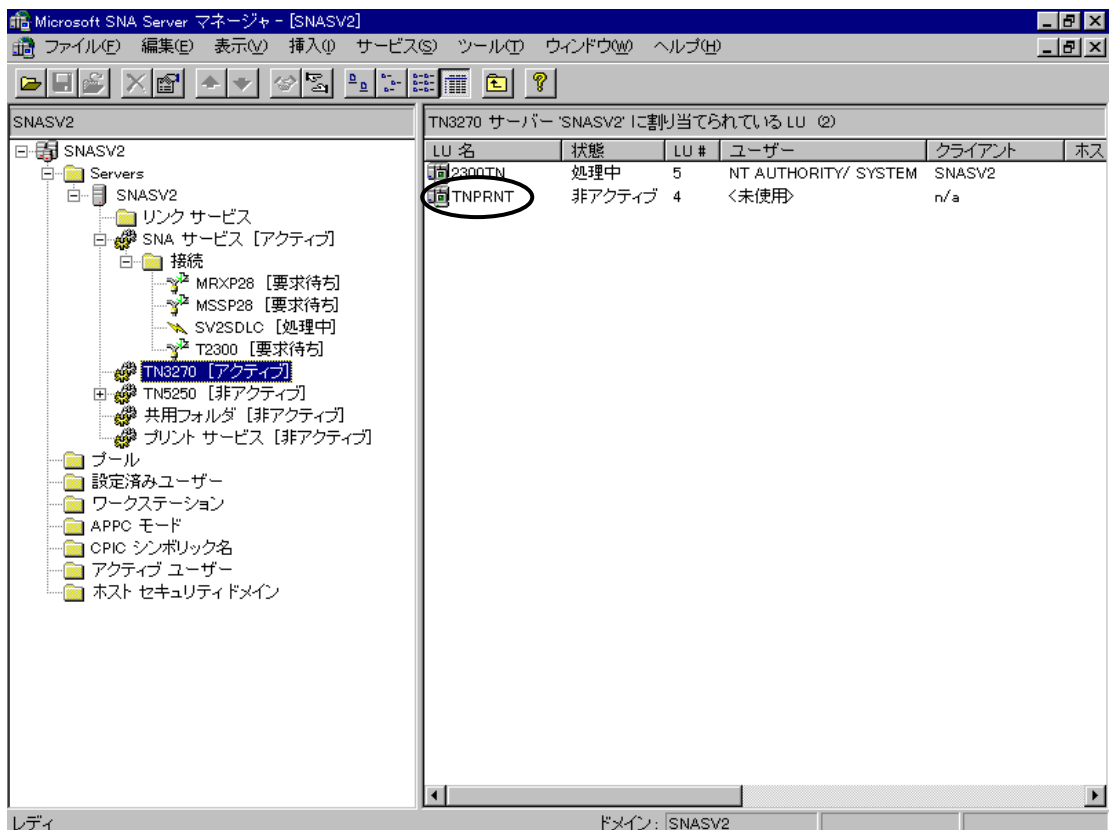 Microsoft SNA Server マネージャ - [SNASV2]
ファイル(F) 編集(E) 表示(V) 挿入(I) サービス(S) ツール(T) ウィンドウ(W) ヘルプ(H)
SNASV2
TN3270 サーバー 'SNASV2' に割り当てられている LU (2)
SNASV2
Servers
SNASV2
リンク サービス
SNA サービス [アクティブ]
接続
MRXP28 [要求待ち]
MSSP28 [要求待ち]
SV2SDLC [処理中]
T2300 [要求待ち]
TN3270 [アクティブ]
TN5250 [非アクティブ]
共用フォルダ [非アクティブ]
プリント サービス [非アクティブ]
プール
設定済みユーザー
ワークステーション
APPC モード
CPIC シンボリック名
アクティブ ユーザー
ホスト セキュリティ ドメイン
LU 名 状態 LU # ユーザー クライアント ホス
2300TN 処理中 5 NT AUTHORITY/ SYSTEM SNASV2
TNPRNT 非アクティブ 4 <未使用> n/a
レディ ドメイン: SNASV2